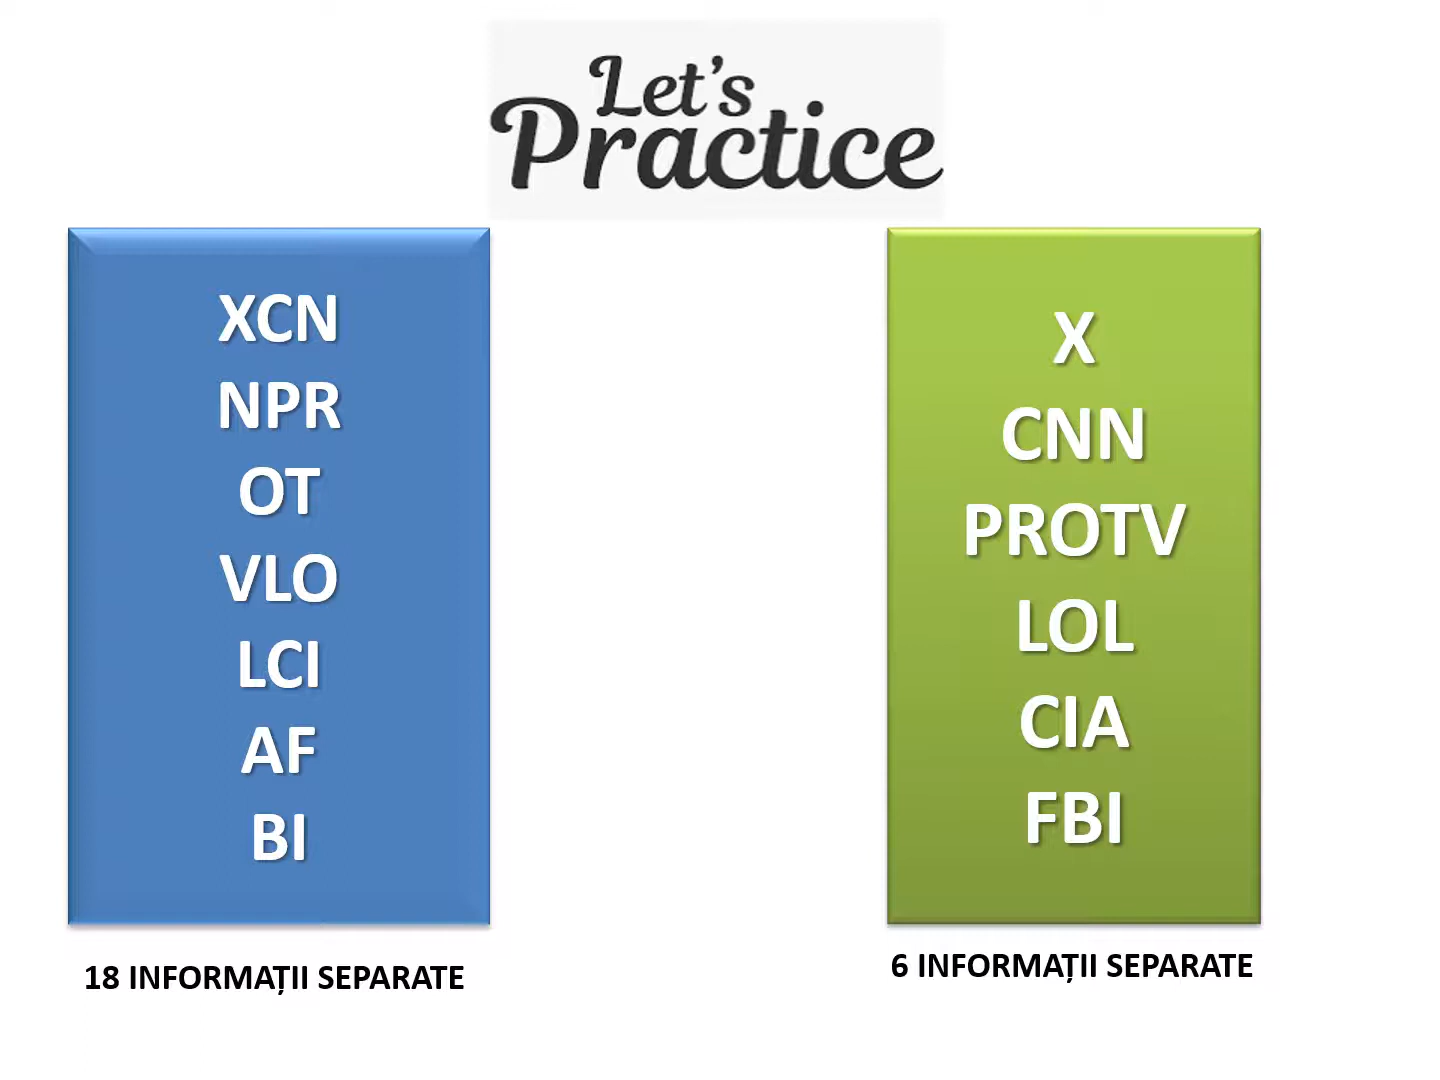 Let's
Practice
XCN
NPR
OT
VLO
LCI
AF
BI
18 INFORMAȚII SEPARATE
X
CNN
PROTV
LOL
CIA
FBI
6 INFORMAȚII SEPARATE